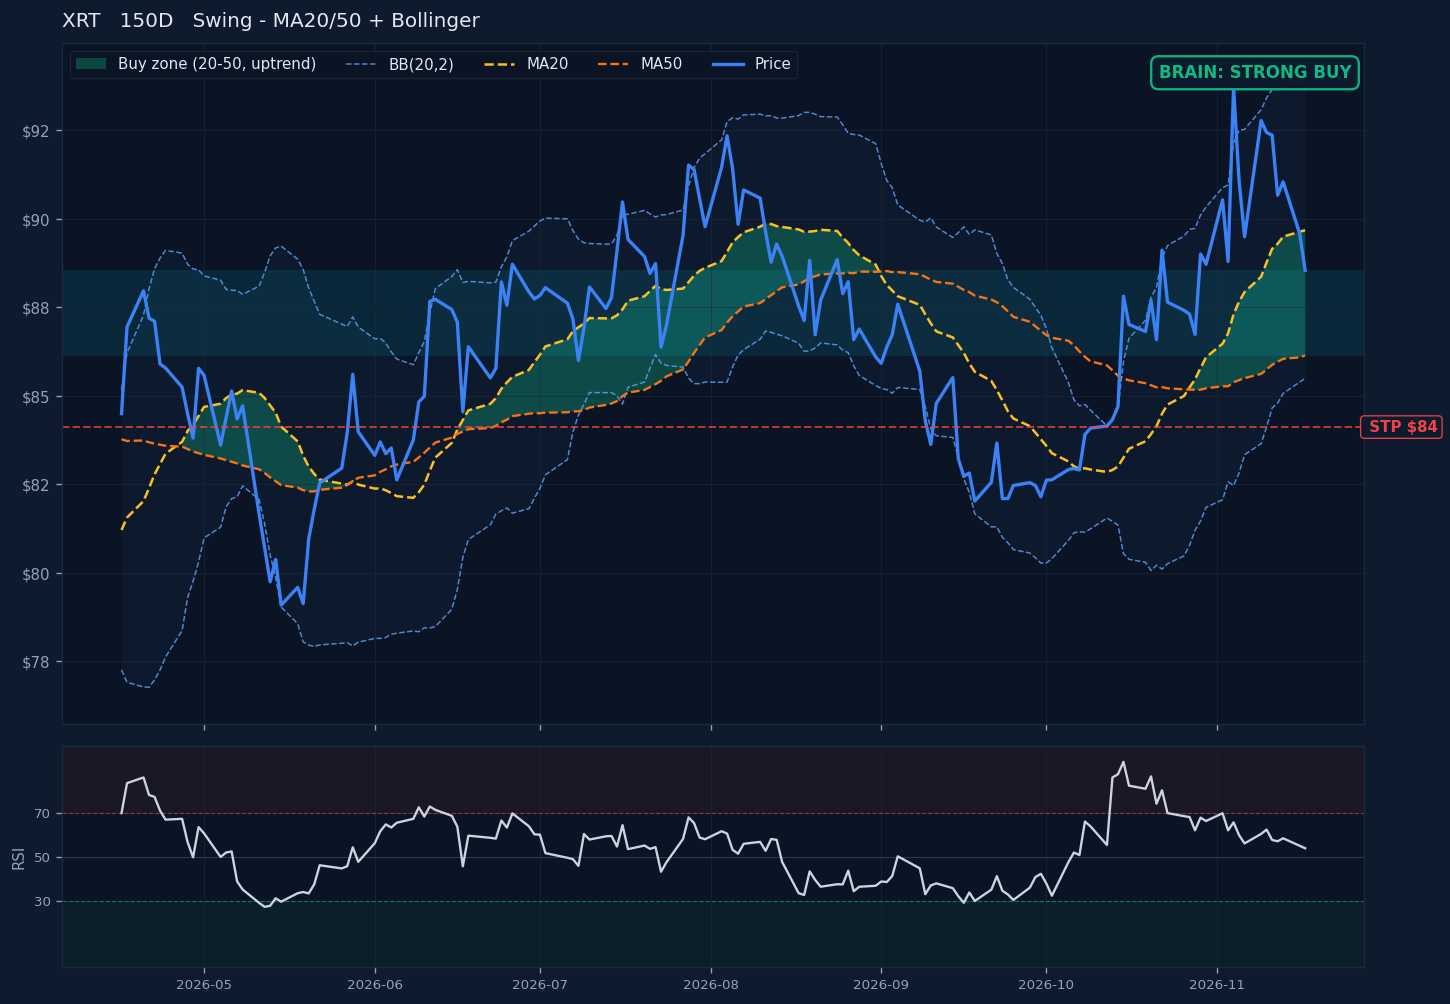 XRT 150D Swing - MA20/50 + Bollinger
Buy zone (20-50, uptrend)
BB(20,2)
MA20
MA50
Price
BRAIN: STRONG BUY
$92
$90
$88
$85
$82
$80
$78
STP $84
RSI
70
50
30
2026-05
2026-06
2026-07
2026-08
2026-09
2026-10
2026-11